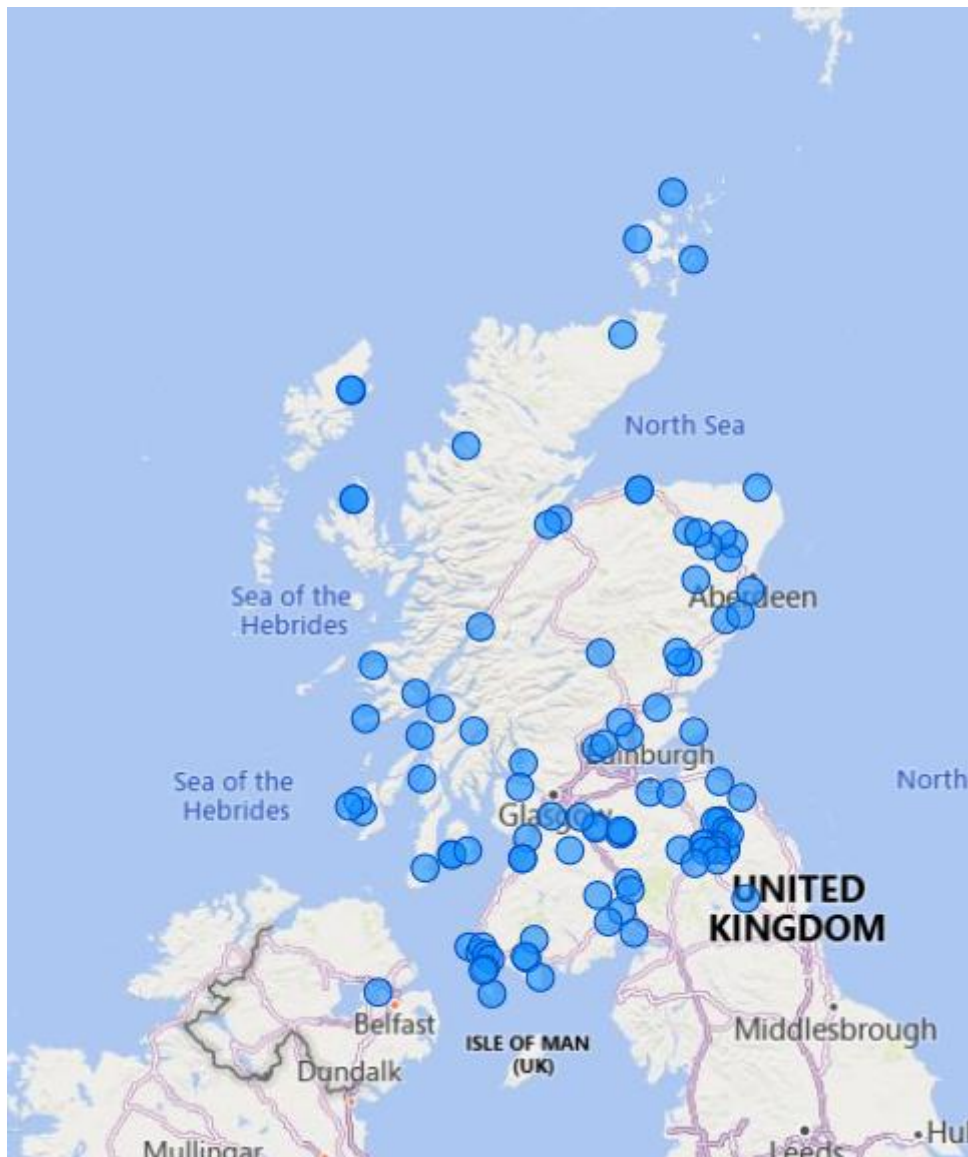 North Sea
Sea of the
Hebrides
Aberdeen
Edinburgh
Sea of the
Hebrides
North
Glasgow
UNITED
KINGDOM
Belfast
ISLE OF MAN
(UK)
Middlesbrough
Dundalk
Mullingar
Leeds
Hul